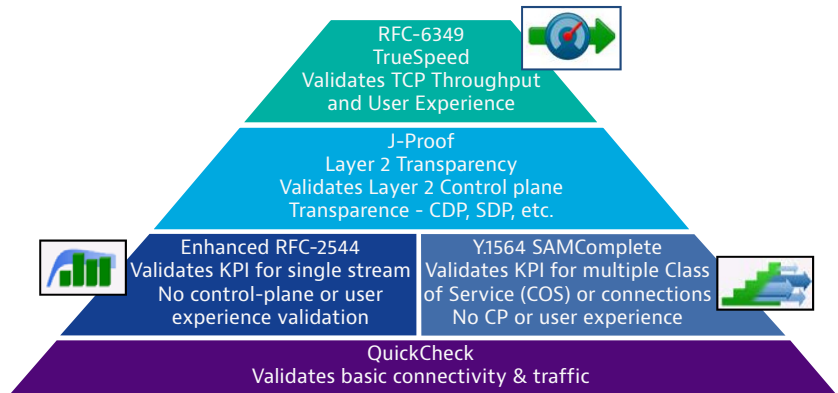 RFC-6349
TrueSpeed
Validates TCP Throughput
and User Experience
J-Proof
Layer 2 Transparency
Validates Layer 2 Control plane
Transparence - CDP, SDP, etc.
Enhanced RFC-2544
Validates KPI for single stream
No control-plane or user
experience validation
Y.1564 SAMComplete
Validates KPI for multiple Class
of Service (COS) or connections
No CP or user experience
QuickCheck
Validates basic connectivity & traffic